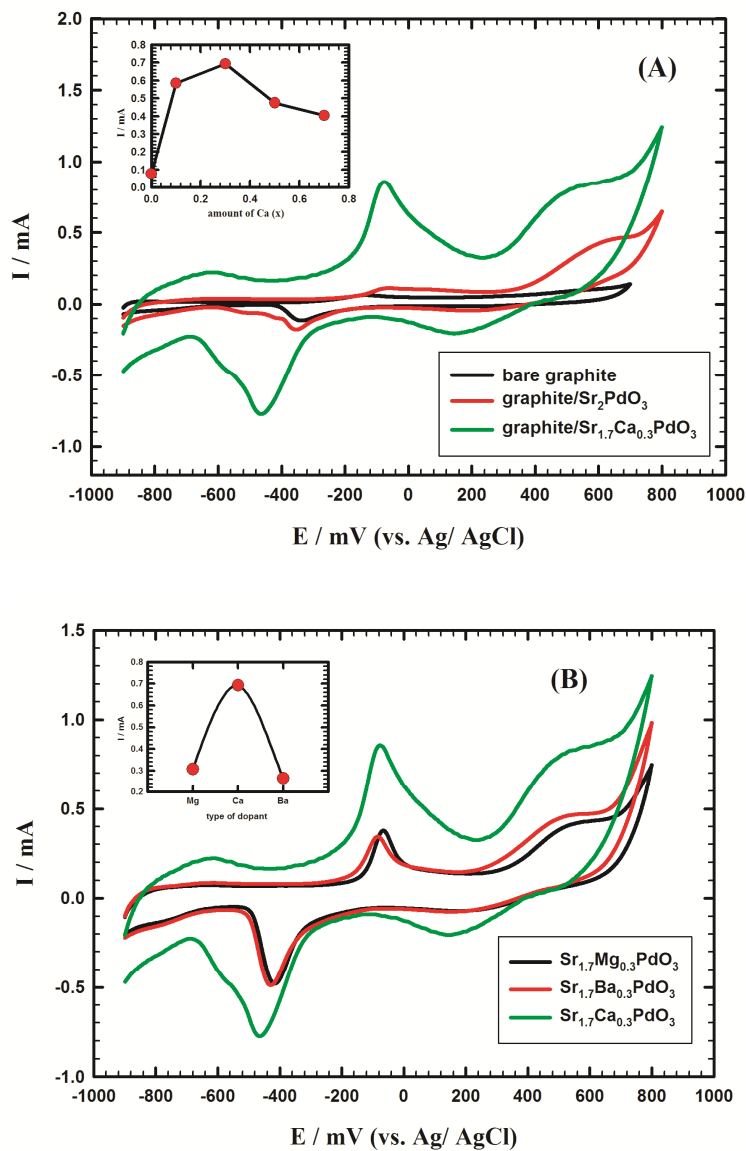 2.0
(A)
1.5
1.0
0.5
0.0
-0.5
-1.0
I / mA
0.8
0.7
0.6
0.5
0.4
0.3
0.2
0.1
0.0
I / mA
0.0 0.2 0.4 0.6 0.8
amount of Ca (x)
bare graphite
graphite/Sr2PdO3
graphite/Sr1.7Ca0.3PdO3
-1000 -800 -600 -400 -200 0 200 400 600 800 1000
E / mV (vs. Ag/ AgCl)
1.5
(B)
1.0
0.5
0.0
-0.5
-1.0
I / mA
0.8
0.7
0.6
0.5
0.4
0.3
0.2
I / mA
Mg Ca Ba
type of dopant
Sr1.7Mg0.3PdO3
Sr1.7Ba0.3PdO3
Sr1.7Ca0.3PdO3
-1000 -800 -600 -400 -200 0 200 400 600 800 1000
E / mV (vs. Ag/ AgCl)